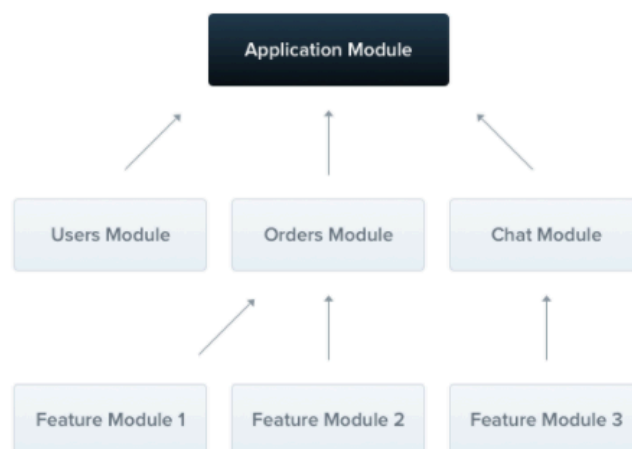 Application Module
Users Module
Orders Module
Chat Module
Feature Module 1
Feature Module 2
Feature Module 3